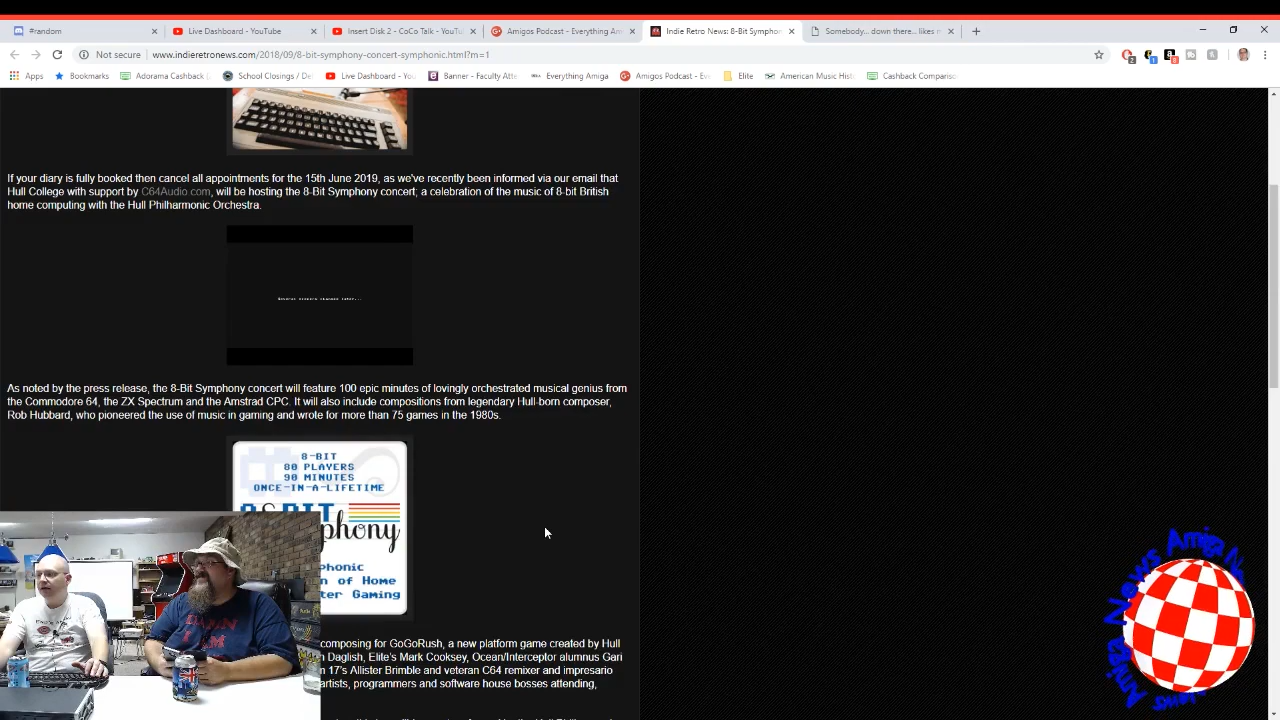 #random
Live Dashboard - YouTube
Insert Disk 2 - CoCo Talk - YouTu
Amigos Podcast - Everything Am
Indie Retro News: 8-Bit Symphon
Somebody... down there... likes m
Not secure
www.indieretronews.com/2018/09/8-bit-symphony-concert-symphonic.html?m=1
Apps
Bookmarks
Adorama Cashback (
School Closings / De
Live Dashboard - You
Banner - Faculty Atte
Everything Amiga
Amigos Podcast - Ev
Elite
American Music Hist
Cashback Compariso
If your diary is fully booked then cancel all appointments for the 15th June 2019, as we've recently been informed via our email that
Hull College with support by C64Audio.com, will be hosting the 8-Bit Symphony concert; a celebration of the music of 8-bit British
home computing with the Hull Philharmonic Orchestra.
As noted by the press release, the 8-Bit Symphony concert will feature 100 epic minutes of lovingly orchestrated musical genius from
the Commodore 64, the ZX Spectrum and the Amstrad CPC. It will also include compositions from legendary Hull-born composer,
Rob Hubbard, who pioneered the use of music in gaming and wrote for more than 75 games in the 1980s.
8-BIT
80 PLAYERS
90 MINUTES
ONCE-IN-A-LIFETIME
phony
phonic
n of Home
ter Gaming
composing for GoGoRush, a new platform game created by Hull
n Daglish, Elite's Mark Cooksey, Ocean/Interceptor alumnus Gari
n 17's Allister Brimble and veteran C64 remixer and impresario
artists, programmers and software house bosses attending,
Amiga News